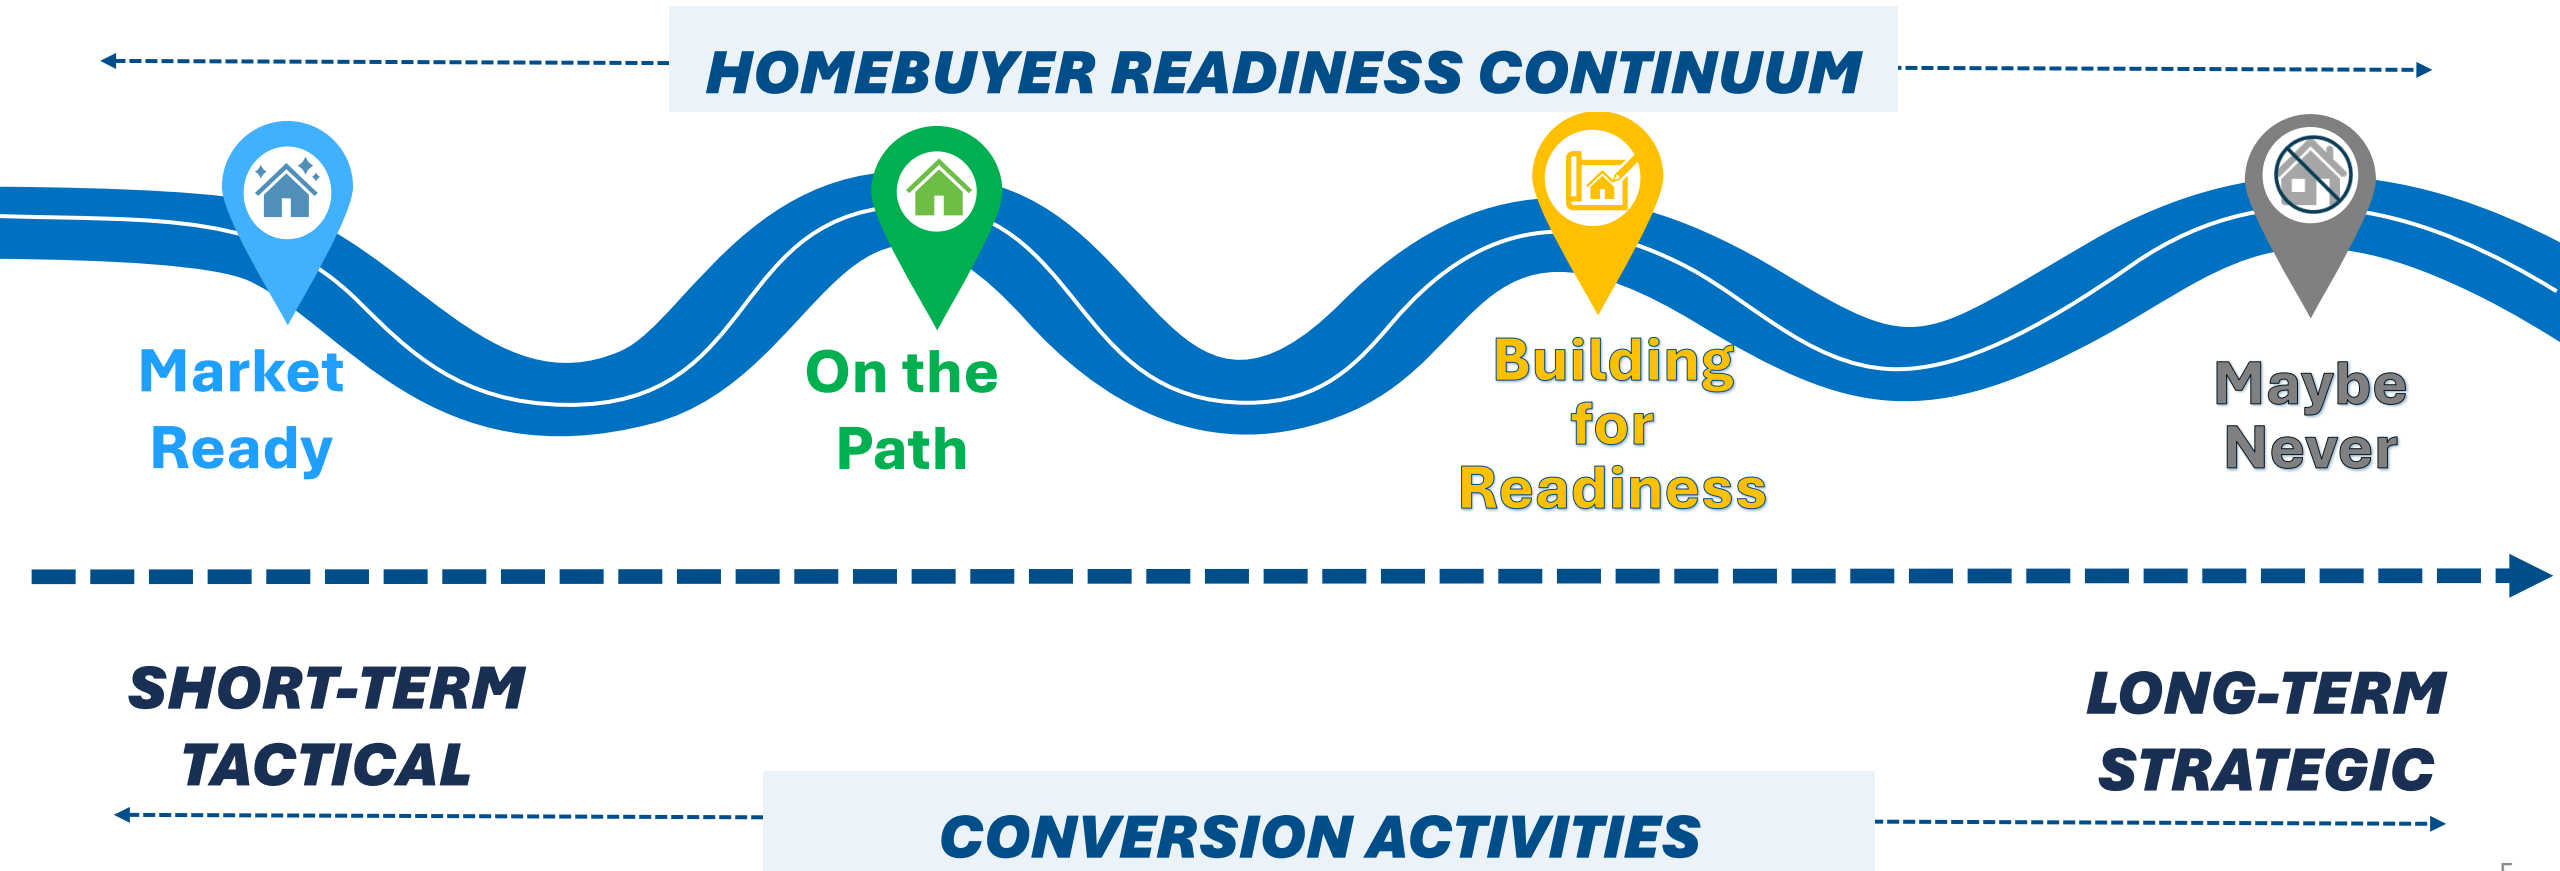 HOMEBUYER READINESS CONTINUUM
Market
Ready
On the
Path
Building
for
Readiness
Maybe
Never
SHORT-TERM
TACTICAL
LONG-TERM
STRATEGIC
CONVERSION ACTIVITIES